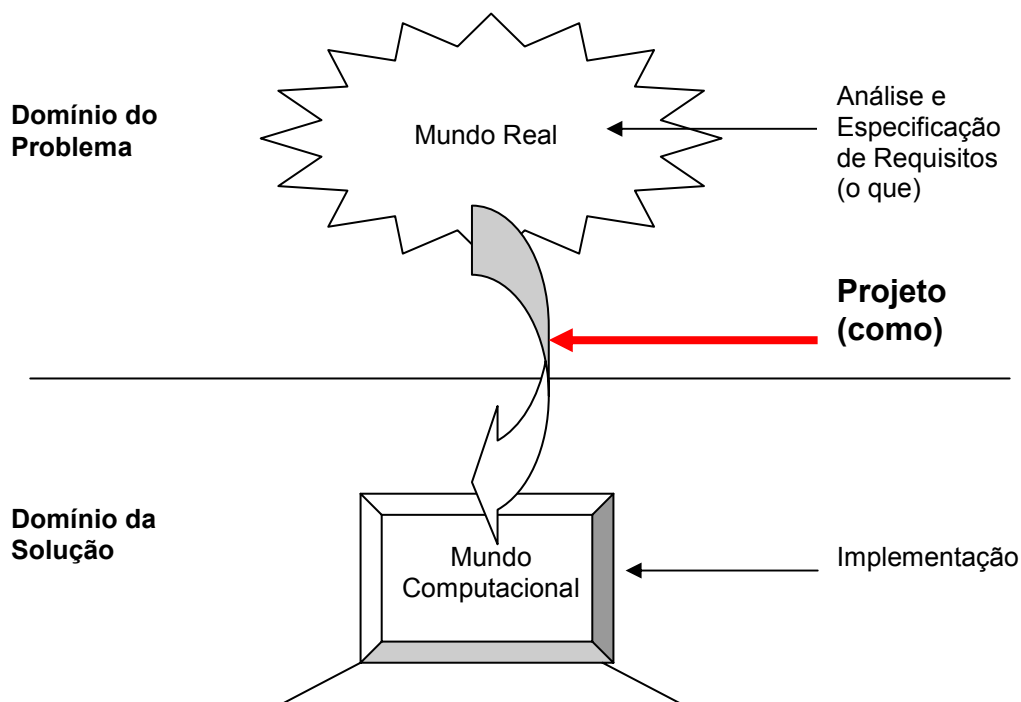 Domínio do
Problema
Mundo Real
Análise e
Especificação
de Requisitos
(o que)
Projeto
(como)
Domínio da
Solução
Mundo
Computacional
Implementação